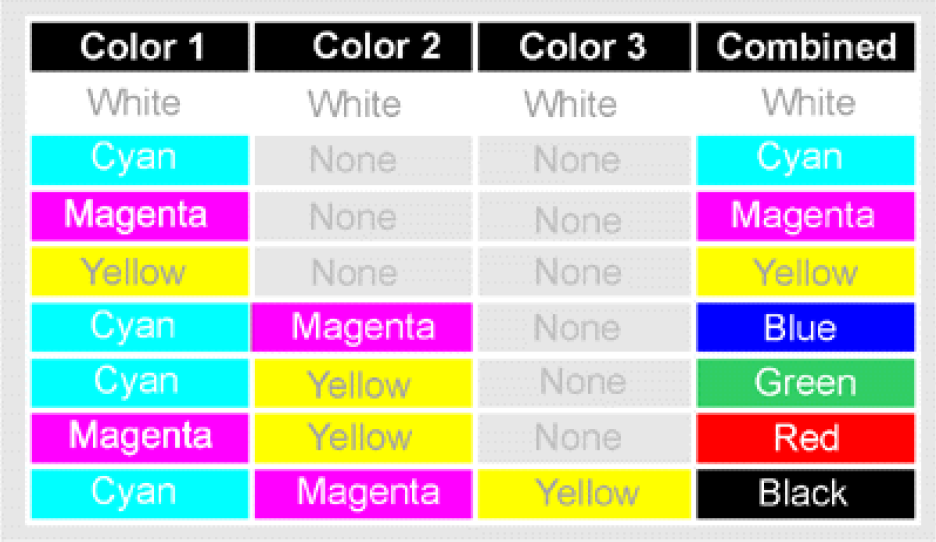 Color 1 Color 2 Color 3 Combined
White White White White
Cyan None None Cyan
Magenta None None Magenta
Yellow None None Yellow
Cyan Magenta None Blue
Cyan Yellow None Green
Magenta Yellow None Red
Cyan Magenta Yellow Black